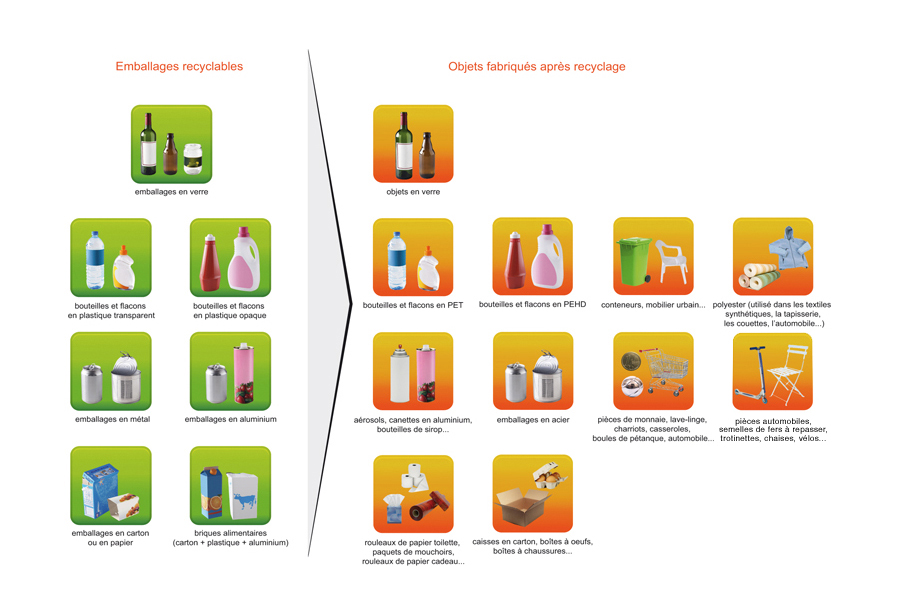 Emballages recyclables
Objets fabriqués après recyclage
emballages en verre
objets en verre
bouteilles et flacons
en plastique transparent
bouteilles et flacons
en plastique opaque
bouteilles et flacons en PET
bouteilles et flacons en PEHD
conteneurs, mobilier urbain...
polyester (utilisé dans les textiles
synthétiques, la tapisserie,
les couettes, l'automobile...)
emballages en métal
emballages en aluminium
aérosols, canettes en aluminium,
bouteilles de sirop...
emballages en acier
pièces de monnaie, lave-linge,
charriots, casseroles,
boules de pétanque, automobile...
pièces automobiles,
semelles de fers à repasser,
trotinettes, chaises, vélos...
emballages en carton
ou en papier
briques alimentaires
(carton + plastique + aluminium)
rouleaux de papier toilette,
paquets de mouchoirs,
rouleaux de papier cadeau...
caisses en carton, boîtes à oeufs,
boîtes à chaussures...